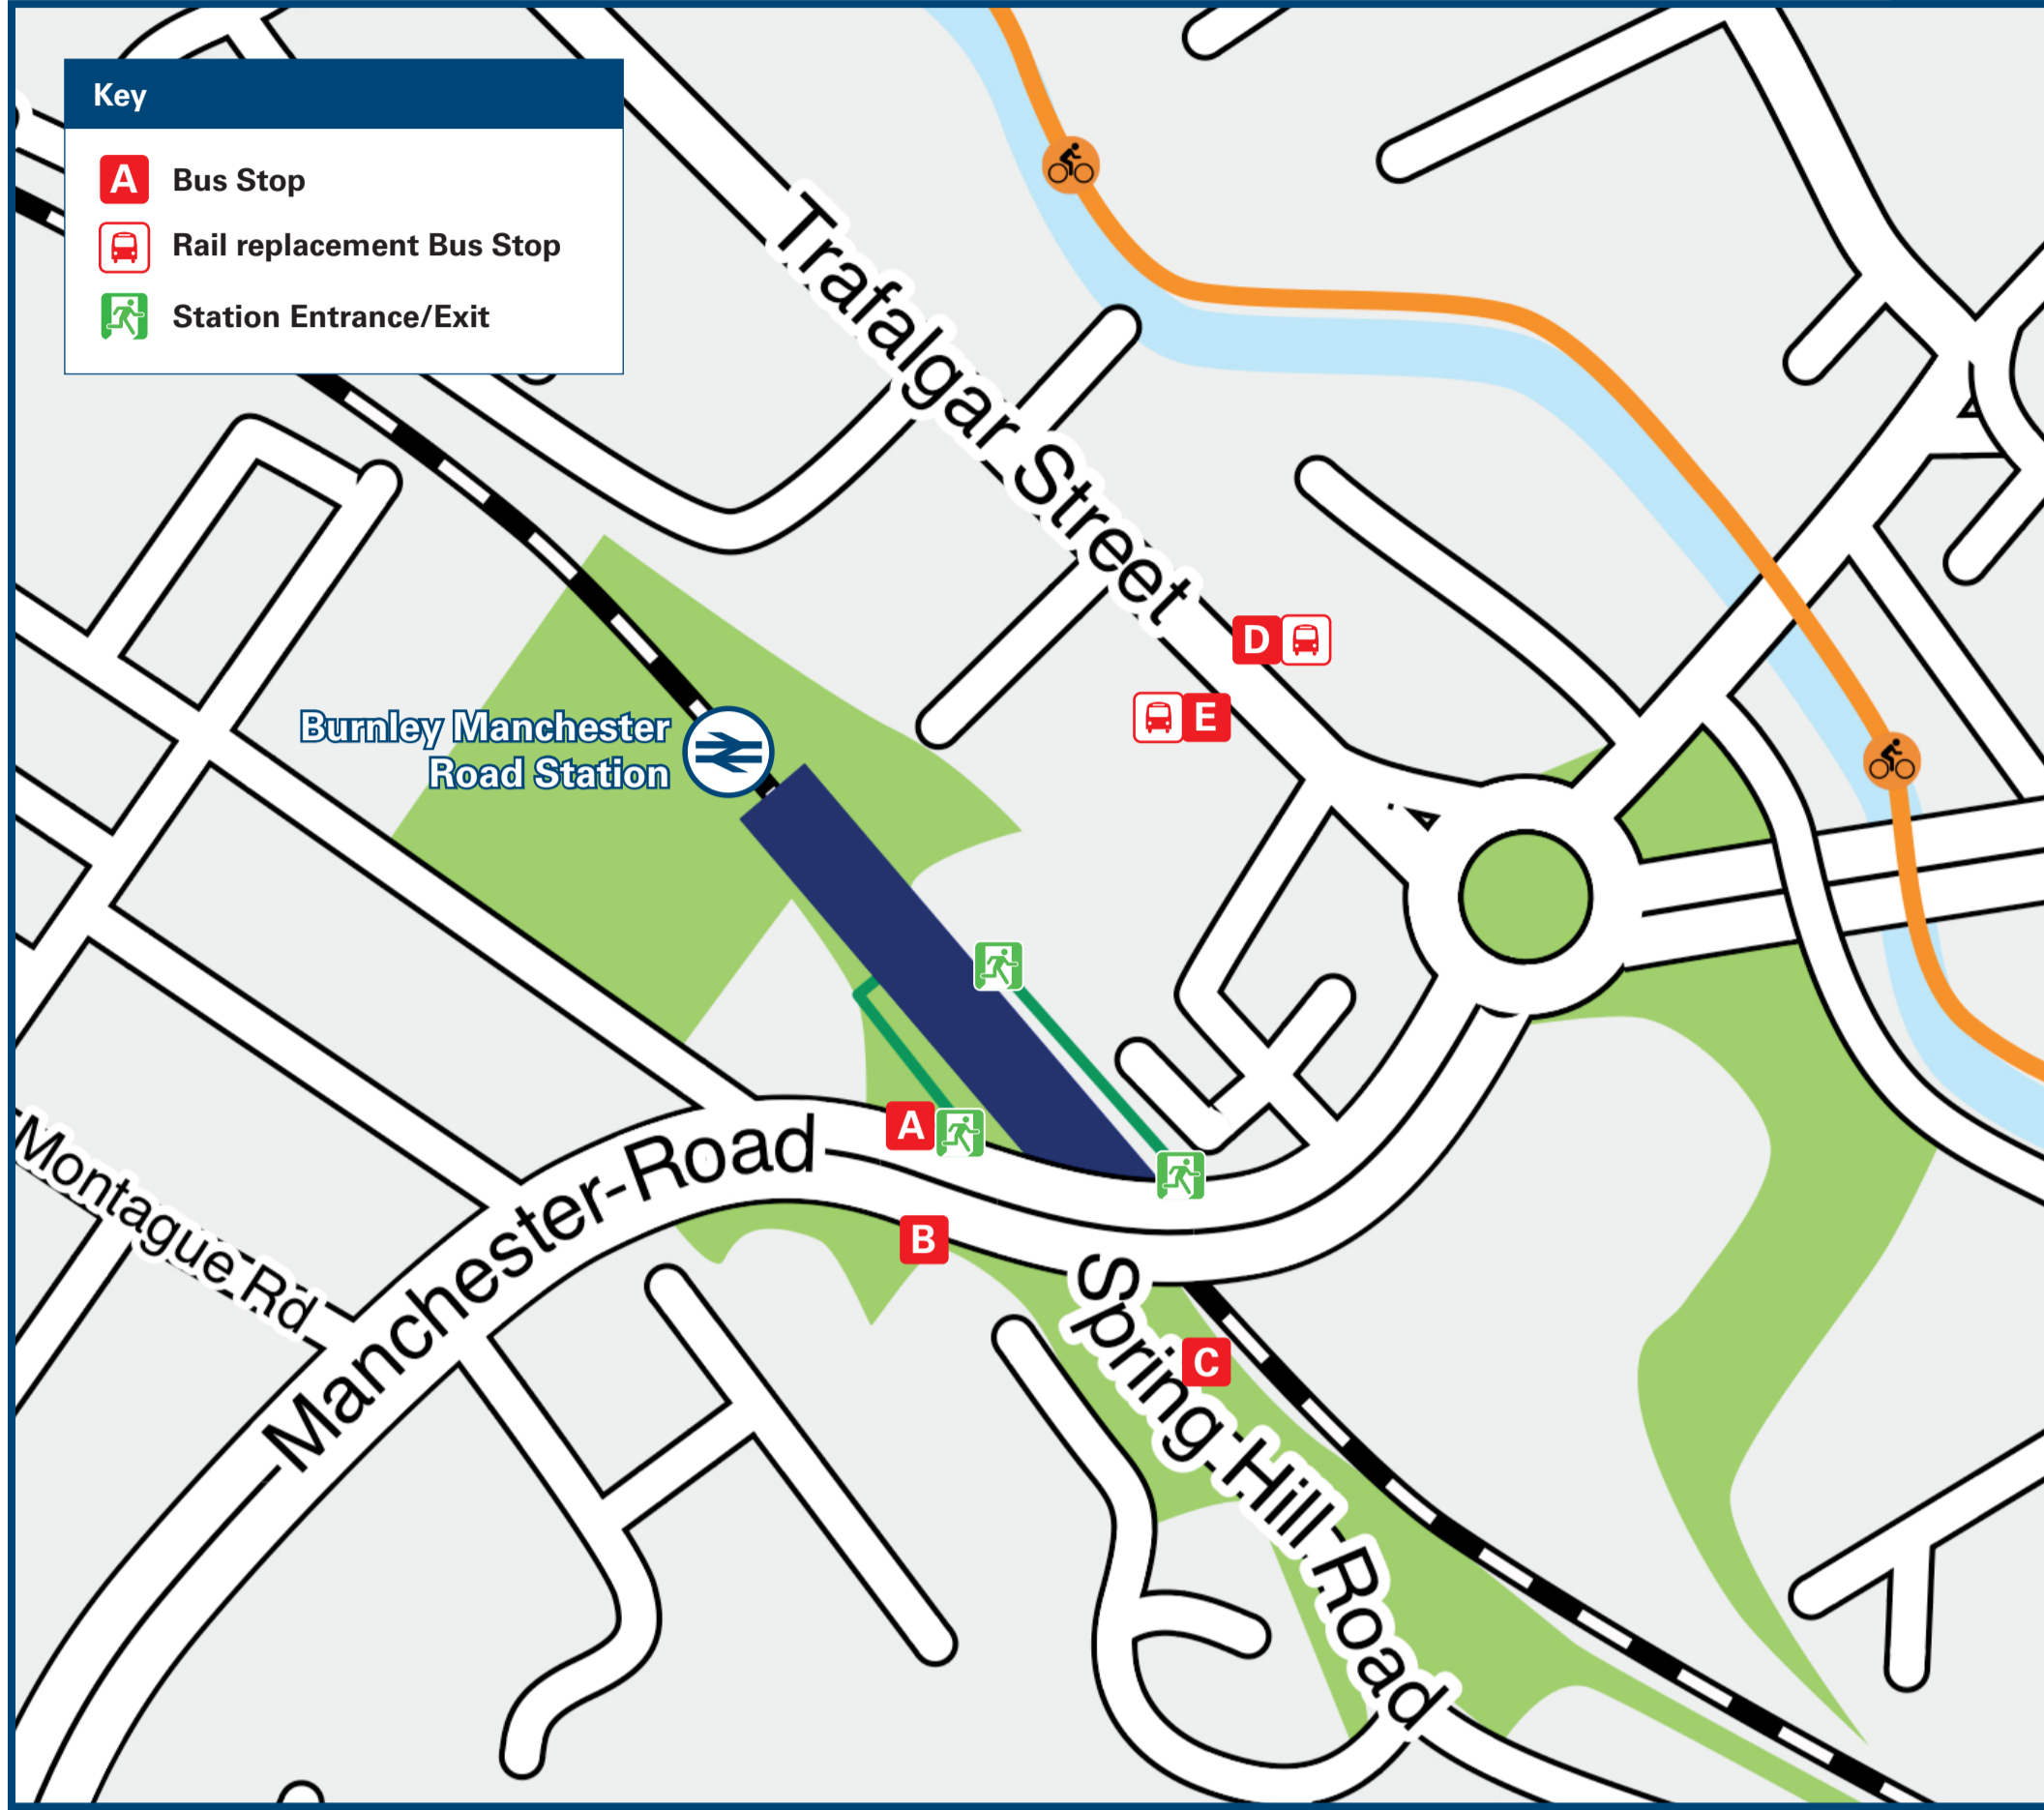 Key
A Bus Stop
Rail replacement Bus Stop
Station Entrance/Exit
Trafalgar Street
D
E
Burnley Manchester
Road Station
A
B
Manchester Road
Montague Rd
C
Spring Hill Road